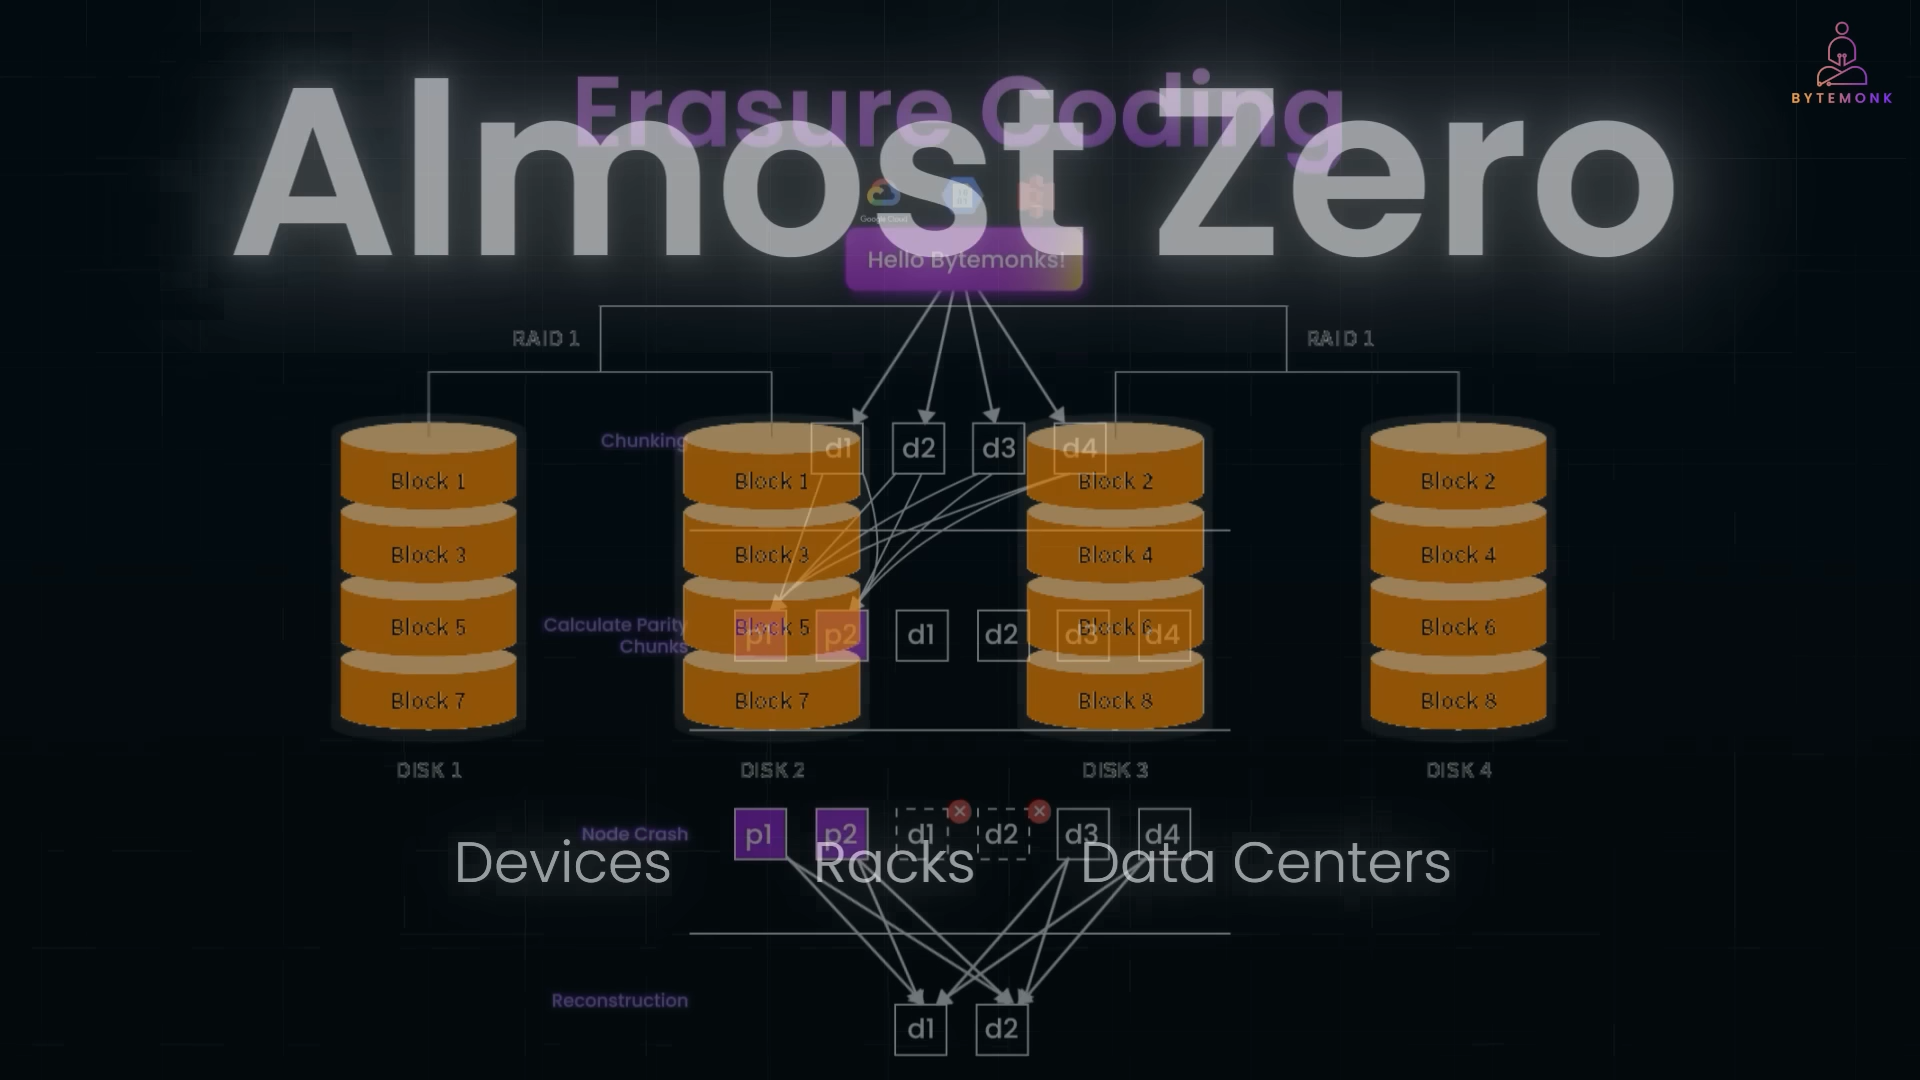 BYTEMONK
Erasure Coding
Almost Zero
Google Cloud
Hello Bytemonks!
RAID 1 RAID 1
Chunking d1 d2 d3 d4
Block 1 Block 1 Block 2 Block 2
Block 3 Block 3 Block 4 Block 4
Calculate Parity
Chunks p1 p2 d1 d2 d3 d4
Block 5 Block 5 Block 6 Block 6
Block 7 Block 7 Block 8 Block 8
DISK 1 DISK 2 DISK 3 DISK 4
Node Crash p1 p2 d1 d2 d3 d4
Devices Racks Data Centers
Reconstruction
d1 d2